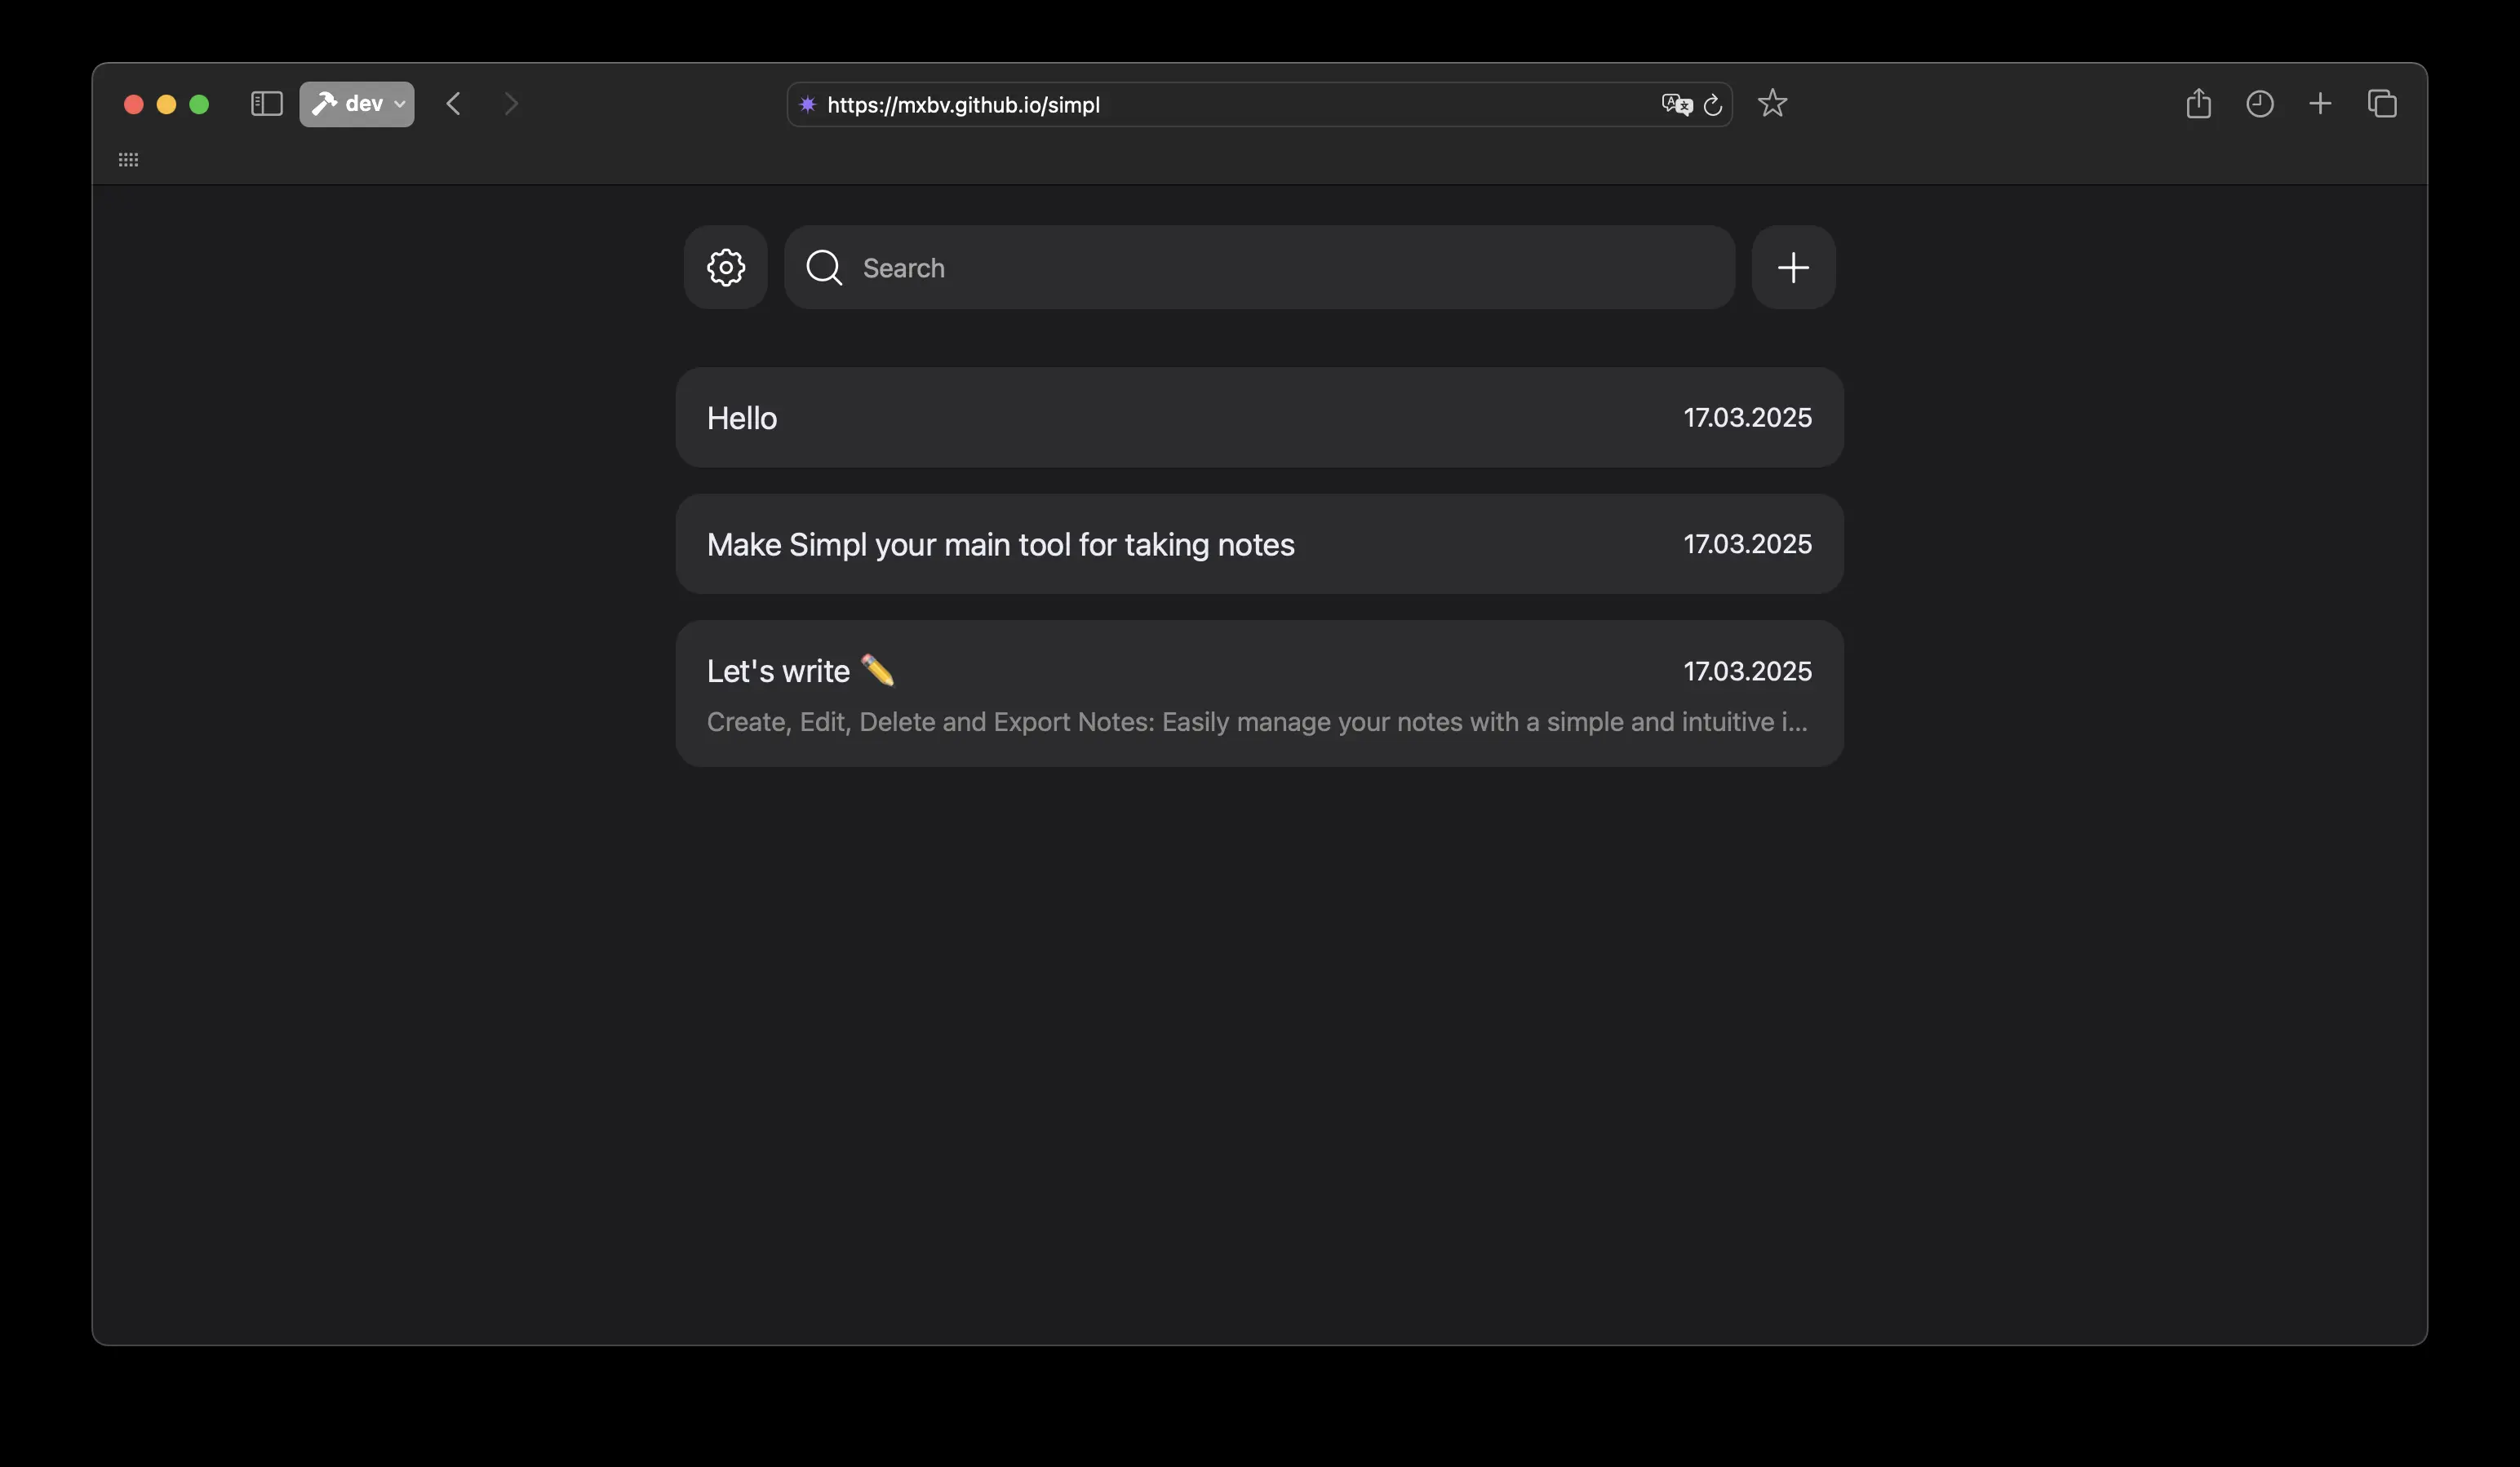 dev
https://mxbv.github.io/simpl
Search
Hello 17.03.2025
Make Simpl your main tool for taking notes 17.03.2025
Let's write ✏️ 17.03.2025
Create, Edit, Delete and Export Notes: Easily manage your notes with a simple and intuitive i...